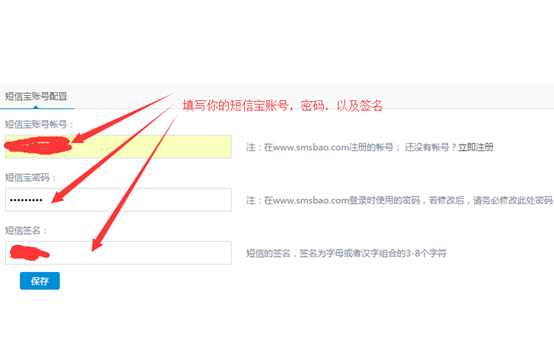 短信宝账号配置
填写你的短信宝账号，密码，以及签名
短信宝账号帐号：
注：在www.smsbao.com注册的帐号； 还没有帐号？立即注册
短信宝密码：
•••••••••
注：在www.smsbao.com登录时使用的密码，若修改后，请务必修改此处密码
短信签名：
短信的签名，签名为字母或者汉字组合的3-8个字符
保存